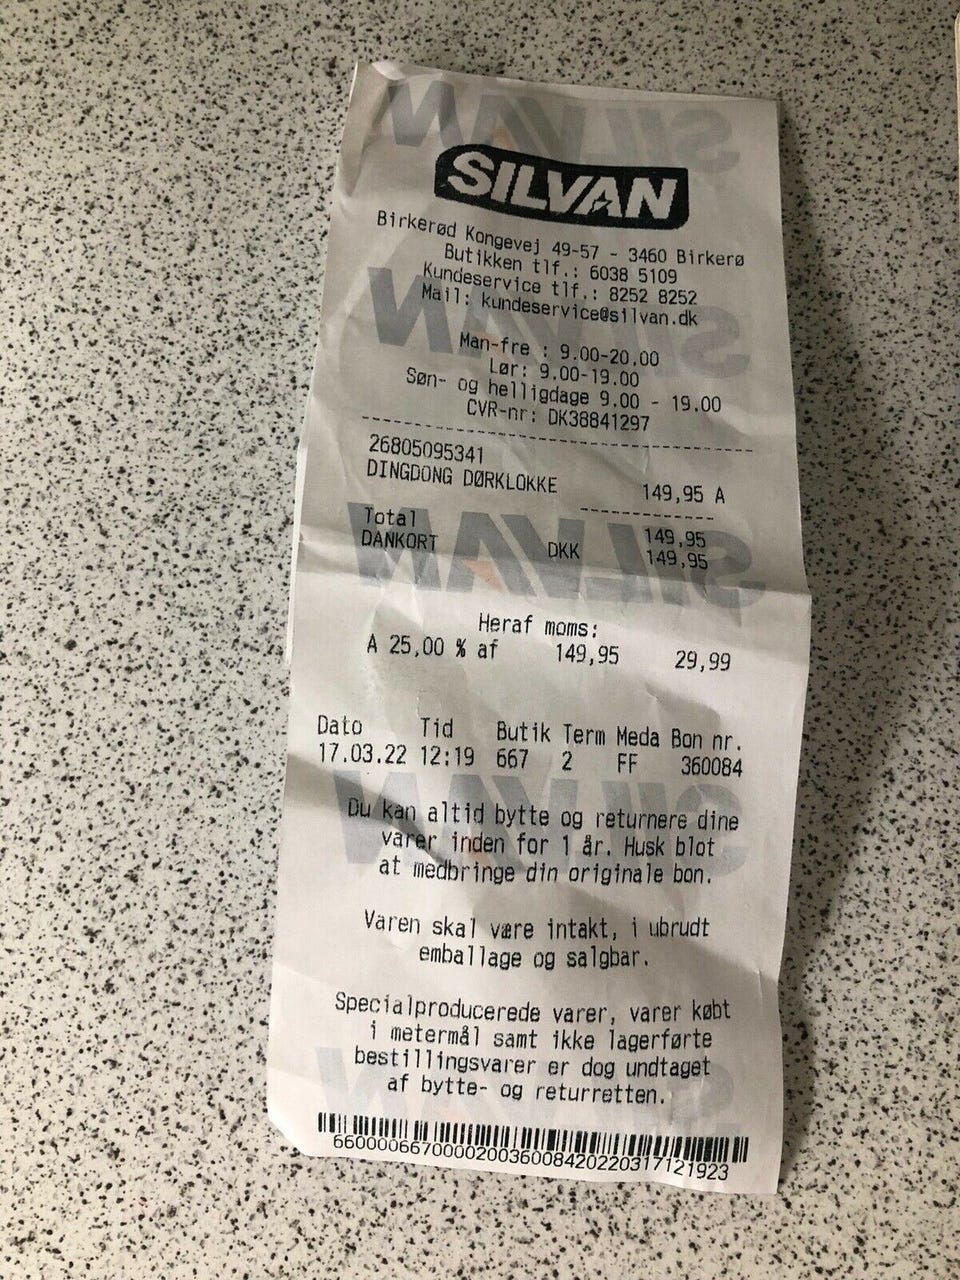 SILVAN
Birkerød Kongevej 49-57 - 3460 Birkerø
Butikken tlf.: 6038 5109
Kundeservice tlf.: 8252 8252
Mail: kundeservice@silvan.dk
Man-fre : 9.00-20.00
Lør: 9.00-19.00
Søn- og helligdage 9.00 - 19.00
CVR-nr: DK38841297
26805095341
DINGDONG DØRKLOKKE 149,95 A
Total 149,95
DANKORT DKK 149,95
Heraf moms:
A 25,00 % af 149,95 29,99
Dato Tid Butik Term Meda Bon nr.
17.03.22 12:19 667 2 FF 360084
Du kan altid bytte og returnere dine
varer inden for 1 år. Husk blot
at medbringe din originale bon.
Varen skal være intakt, i ubrudt
emballage og salgbar.
Specialproducerede varer, varer købt
i metermål samt ikke lagerførte
bestillingsvarer er dog undtaget
af bytte- og returretten.
66000066700002003600842022031712​1923